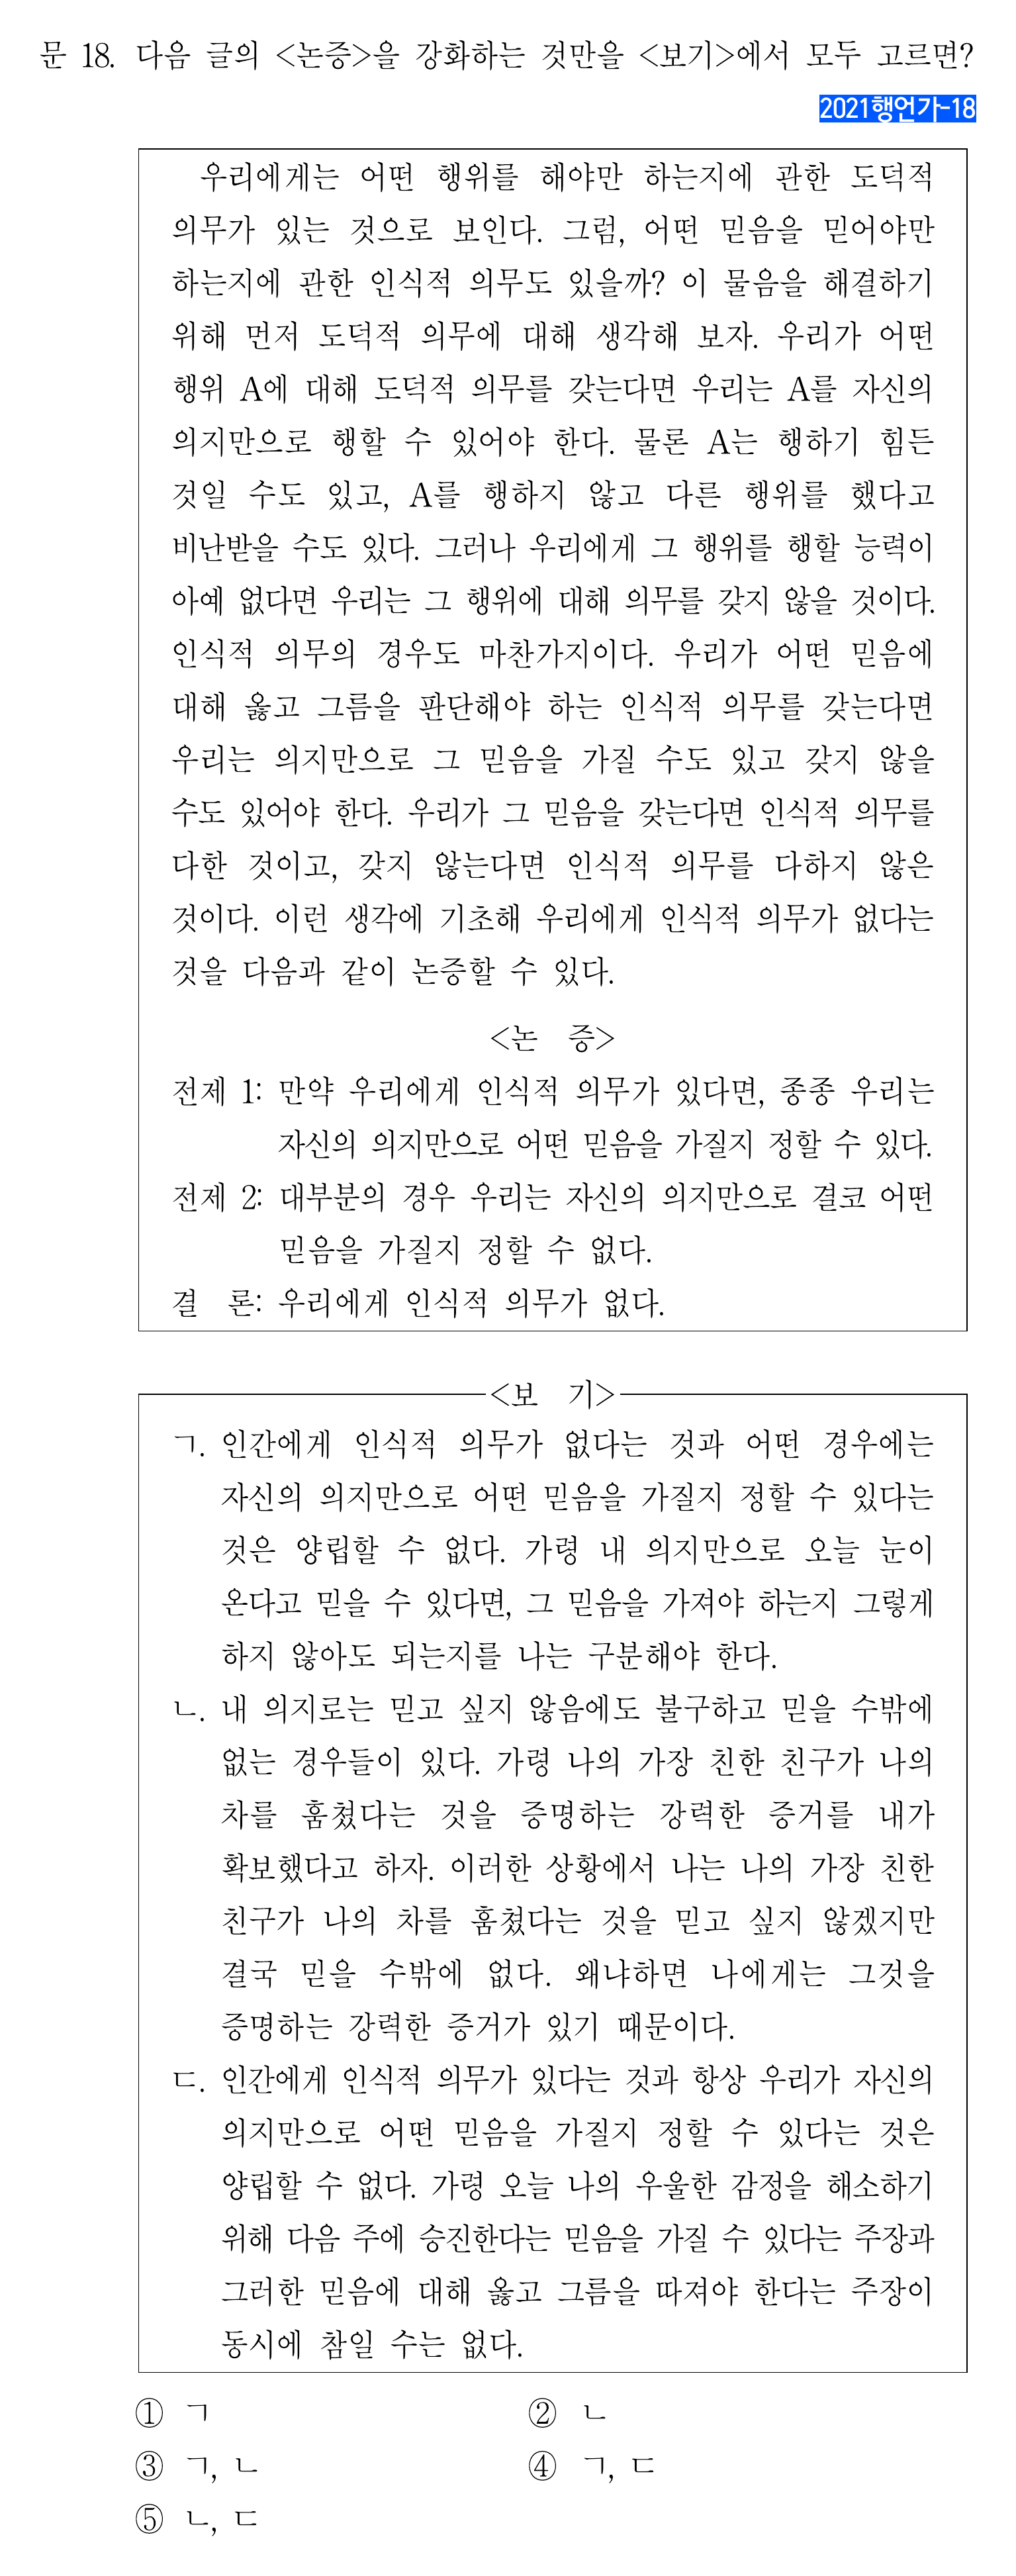 문 18. 다음 글의 <논증>을 강화하는 것만을 <보기>에서 모두 고르면?
2021행언가-18
우리에게는 어떤 행위를 해야만 하는지에 관한 도덕적
의무가 있는 것으로 보인다. 그럼, 어떤 믿음을 믿어야만
하는지에 관한 인식적 의무도 있을까? 이 물음을 해결하기
위해 먼저 도덕적 의무에 대해 생각해 보자. 우리가 어떤
행위 A에 대해 도덕적 의무를 갖는다면 우리는 A를 자신의
의지만으로 행할 수 있어야 한다. 물론 A는 행하기 힘든
것일 수도 있고, A를 행하지 않고 다른 행위를 했다고
비난받을 수도 있다. 그러나 우리에게 그 행위를 행할 능력이
아예 없다면 우리는 그 행위에 대해 의무를 갖지 않을 것이다.
인식적 의무의 경우도 마찬가지이다. 우리가 어떤 믿음에
대해 옳고 그름을 판단해야 하는 인식적 의무를 갖는다면
우리는 의지만으로 그 믿음을 가질 수도 있고 갖지 않을
수도 있어야 한다. 우리가 그 믿음을 갖는다면 인식적 의무를
다한 것이고, 갖지 않는다면 인식적 의무를 다하지 않은
것이다. 이런 생각에 기초해 우리에게 인식적 의무가 없다는
것을 다음과 같이 논증할 수 있다.
<논 증>
전제 1: 만약 우리에게 인식적 의무가 있다면, 종종 우리는
자신의 의지만으로 어떤 믿음을 가질지 정할 수 있다.
전제 2: 대부분의 경우 우리는 자신의 의지만으로 결코 어떤
믿음을 가질지 정할 수 없다.
결 론: 우리에게 인식적 의무가 없다.
<보 기>
ㄱ. 인간에게 인식적 의무가 없다는 것과 어떤 경우에는
자신의 의지만으로 어떤 믿음을 가질지 정할 수 있다는
것은 양립할 수 없다. 가령 내 의지만으로 오늘 눈이
온다고 믿을 수 있다면, 그 믿음을 가져야 하는지 그렇게
하지 않아도 되는지를 나는 구분해야 한다.
ㄴ. 내 의지로는 믿고 싶지 않음에도 불구하고 믿을 수밖에
없는 경우들이 있다. 가령 나의 가장 친한 친구가 나의
차를 훔쳤다는 것을 증명하는 강력한 증거를 내가
확보했다고 하자. 이러한 상황에서 나는 나의 가장 친한
친구가 나의 차를 훔쳤다는 것을 믿고 싶지 않겠지만
결국 믿을 수밖에 없다. 왜냐하면 나에게는 그것을
증명하는 강력한 증거가 있기 때문이다.
ㄷ. 인간에게 인식적 의무가 있다는 것과 항상 우리가 자신의
의지만으로 어떤 믿음을 가질지 정할 수 있다는 것은
양립할 수 없다. 가령 오늘 나의 우울한 감정을 해소하기
위해 다음 주에 승진한다는 믿음을 가질 수 있다는 주장과
그러한 믿음에 대해 옳고 그름을 따져야 한다는 주장이
동시에 참일 수는 없다.
① ㄱ ② ㄴ
③ ㄱ, ㄴ ④ ㄱ, ㄷ
⑤ ㄴ, ㄷ